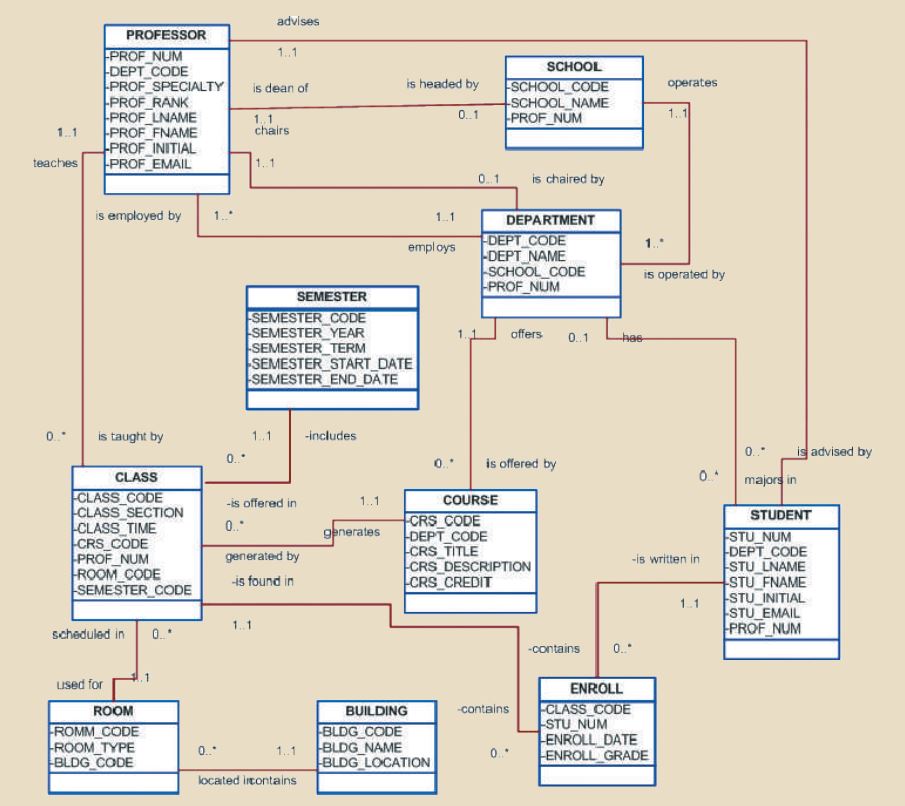 advises
PROFESSOR
-PROF_NUM
-DEPT_CODE
-PROF_SPECIALTY
-PROF_RANK
-PROF_LNAME
-PROF_FNAME
-PROF_INITIAL
-PROF_EMAIL
1..1
is dean of
is headed by
1..1
0..1
chairs
1..1
SCHOOL
-SCHOOL_CODE
-SCHOOL_NAME
-PROF_NUM
operates
1..1
1..1
teaches
0..1
is chaired by
is employed by
1..*
1..1
employs
DEPARTMENT
-DEPT_CODE
-DEPT_NAME
-SCHOOL_CODE
-PROF_NUM
1..*
is operated by
SEMESTER
-SEMESTER_CODE
-SEMESTER_YEAR
-SEMESTER_TERM
-SEMESTER_START_DATE
-SEMESTER_END_DATE
1..1
offers
0..1
has
0..*
is taught by
1..1
-includes
0..*
0..*
is offered by
0..*
is advised by
0..*
majors in
CLASS
-CLASS_CODE
-CLASS_SECTION
-CLASS_TIME
-CRS_CODE
-PROF_NUM
-ROOM_CODE
-SEMESTER_CODE
-is offered in
1..1
0..*
generates
generated by
-is found in
1..1
COURSE
-CRS_CODE
-DEPT_CODE
-CRS_TITLE
-CRS_DESCRIPTION
-CRS_CREDIT
STUDENT
-STU_NUM
-DEPT_CODE
-STU_LNAME
-STU_FNAME
-STU_INITIAL
-STU_EMAIL
-PROF_NUM
-is written in
1..1
scheduled in
0..*
-contains
0..*
used for
1..1
ROOM
-ROMM_CODE
-ROOM_TYPE
-BLDG_CODE
0..*
1..1
located in
contains
BUILDING
-BLDG_CODE
-BLDG_NAME
-BLDG_LOCATION
-contains
0..*
ENROLL
-CLASS_CODE
-STU_NUM
-ENROLL_DATE
-ENROLL_GRADE